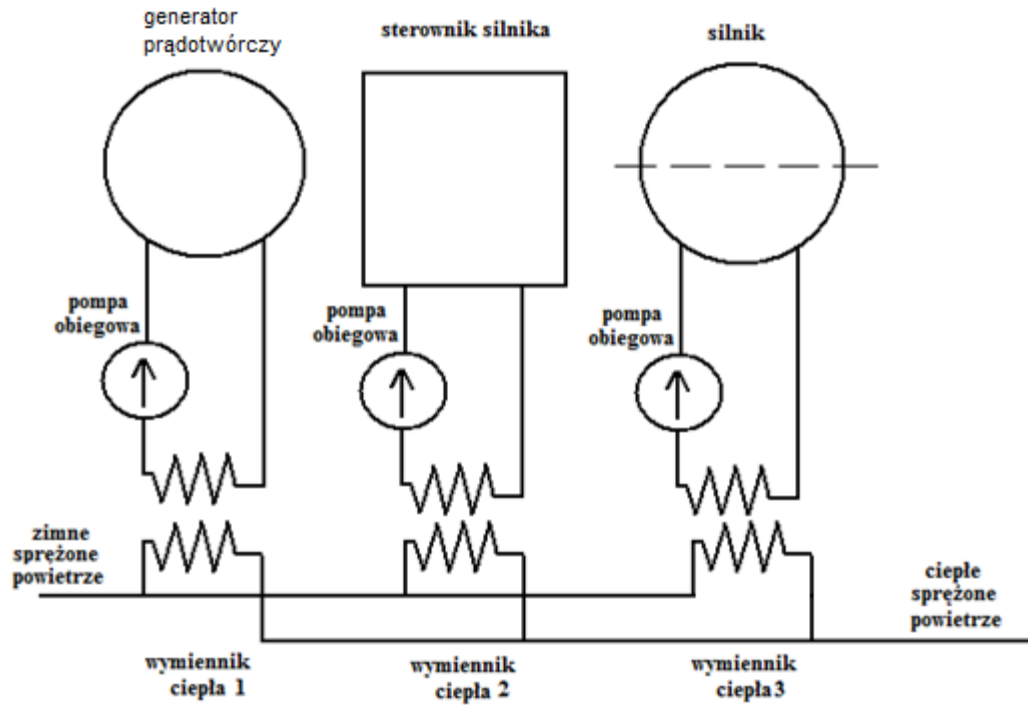 generator
prądotwórczy
sterownik silnika
silnik
pompa
obiegowa
pompa
obiegowa
pompa
obiegowa
zimne
sprężone
powietrze
ciepłe
sprężone
powietrze
wymiennik
ciepła 1
wymiennik
ciepła 2
wymiennik
ciepła 3